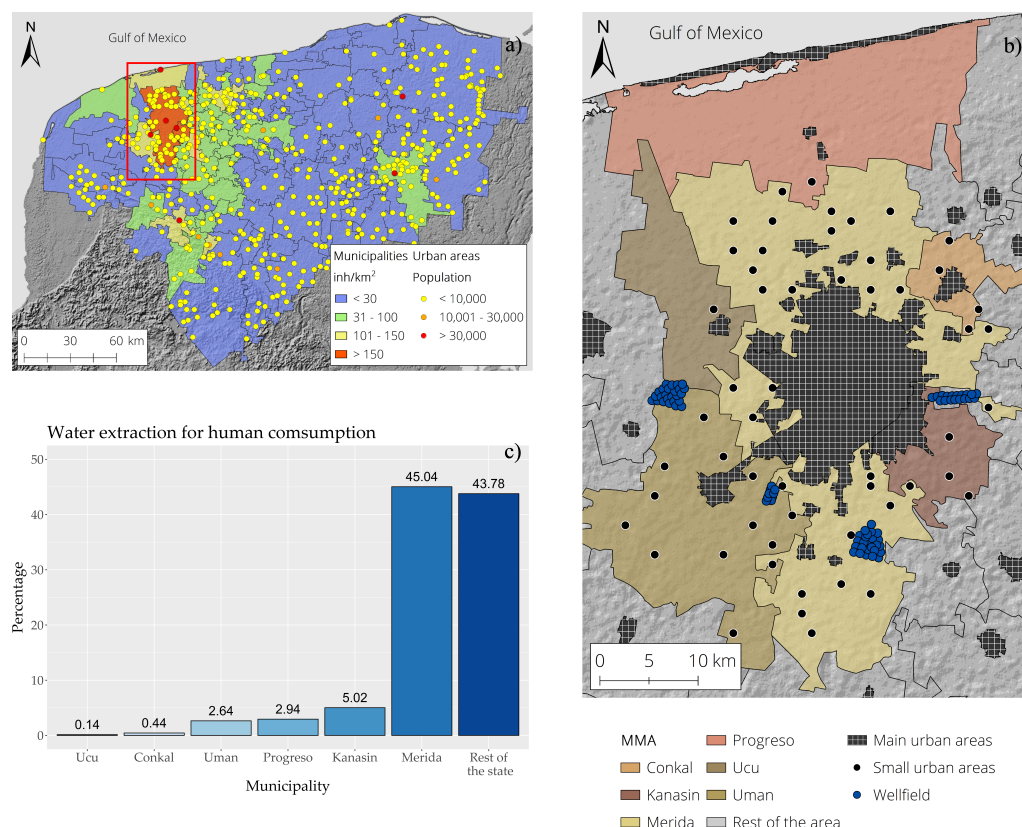 N
Gulf of Mexico
a)
Municipalities
inh/km²
< 30
31 - 100
101 - 150
> 150
Urban areas
Population
< 10,000
10,001 - 30,000
> 30,000
0 30 60 km
N
Gulf of Mexico
b)
0 5 10 km
MMA
Conkal
Kanasin
Merida
Progreso
Ucu
Uman
Rest of the area
Main urban areas
Small urban areas
Wellfield
Water extraction for human comsumption
c)
Percentage
50
40
30
20
10
0
0.14
0.44
2.64
2.94
5.02
45.04
43.78
Ucu
Conkal
Uman
Progreso
Kanasin
Merida
Rest of
the state
Municipality